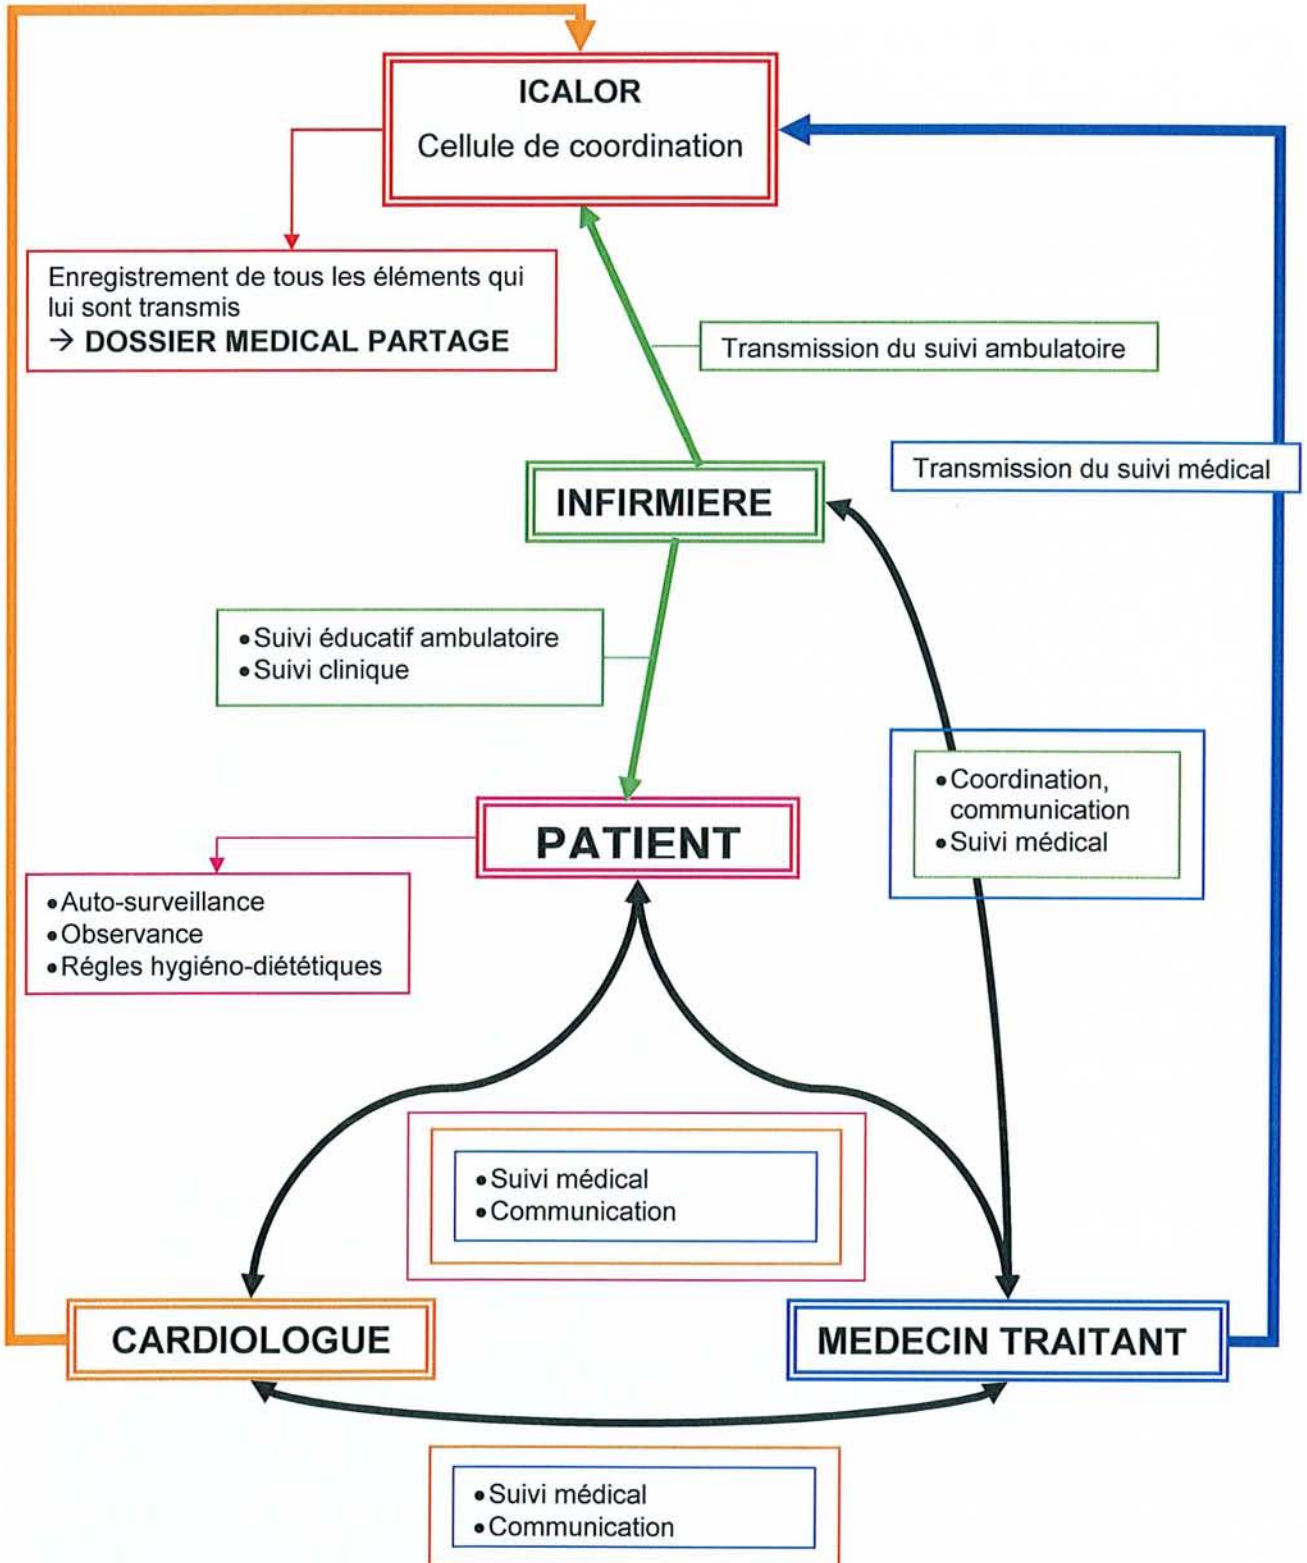 ICALOR
Cellule de coordination
Enregistrement de tous les éléments qui
lui sont transmis
→ DOSSIER MEDICAL PARTAGE
Transmission du suivi ambulatoire
Transmission du suivi médical
INFIRMIERE
•Suivi éducatif ambulatoire
•Suivi clinique
•Coordination,
communication
•Suivi médical
PATIENT
•Auto-surveillance
•Observance
•Régles hygiéno-diététiques
•Suivi médical
•Communication
CARDIOLOGUE
MEDECIN TRAITANT
•Suivi médical
•Communication